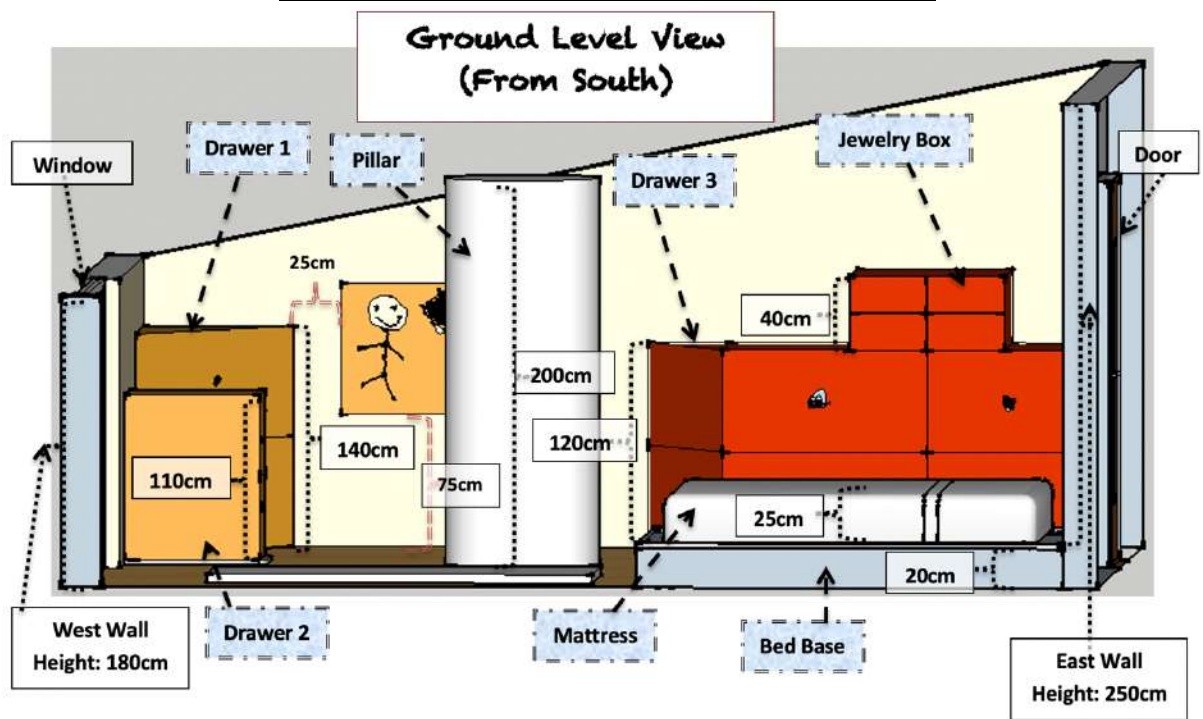 Ground Level View
(From South)
Window
Drawer 1
Pillar
Drawer 3
Jewelry Box
Door
25cm
40cm
200cm
120cm
140cm
110cm
75cm
25cm
20cm
West Wall
Height: 180cm
Drawer 2
Mattress
Bed Base
East Wall
Height: 250cm